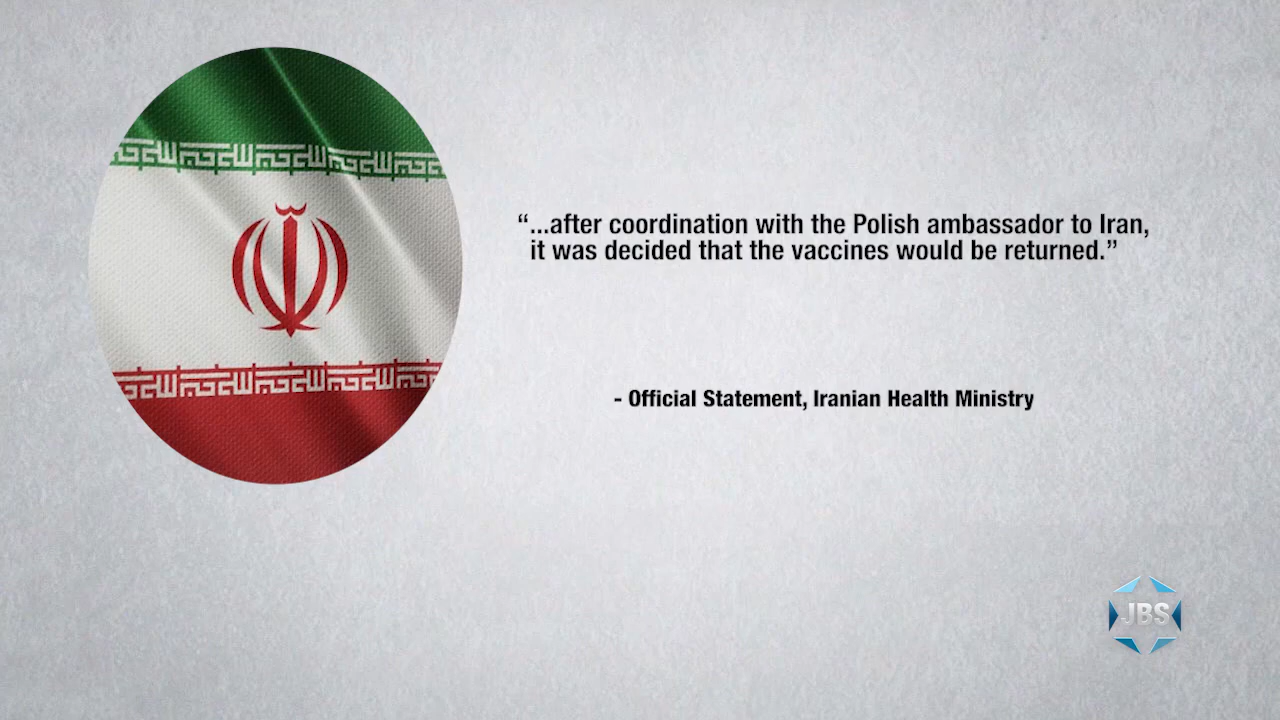 “...after coordination with the Polish ambassador to Iran,
it was decided that the vaccines would be returned.”
- Official Statement, Iranian Health Ministry
JBS